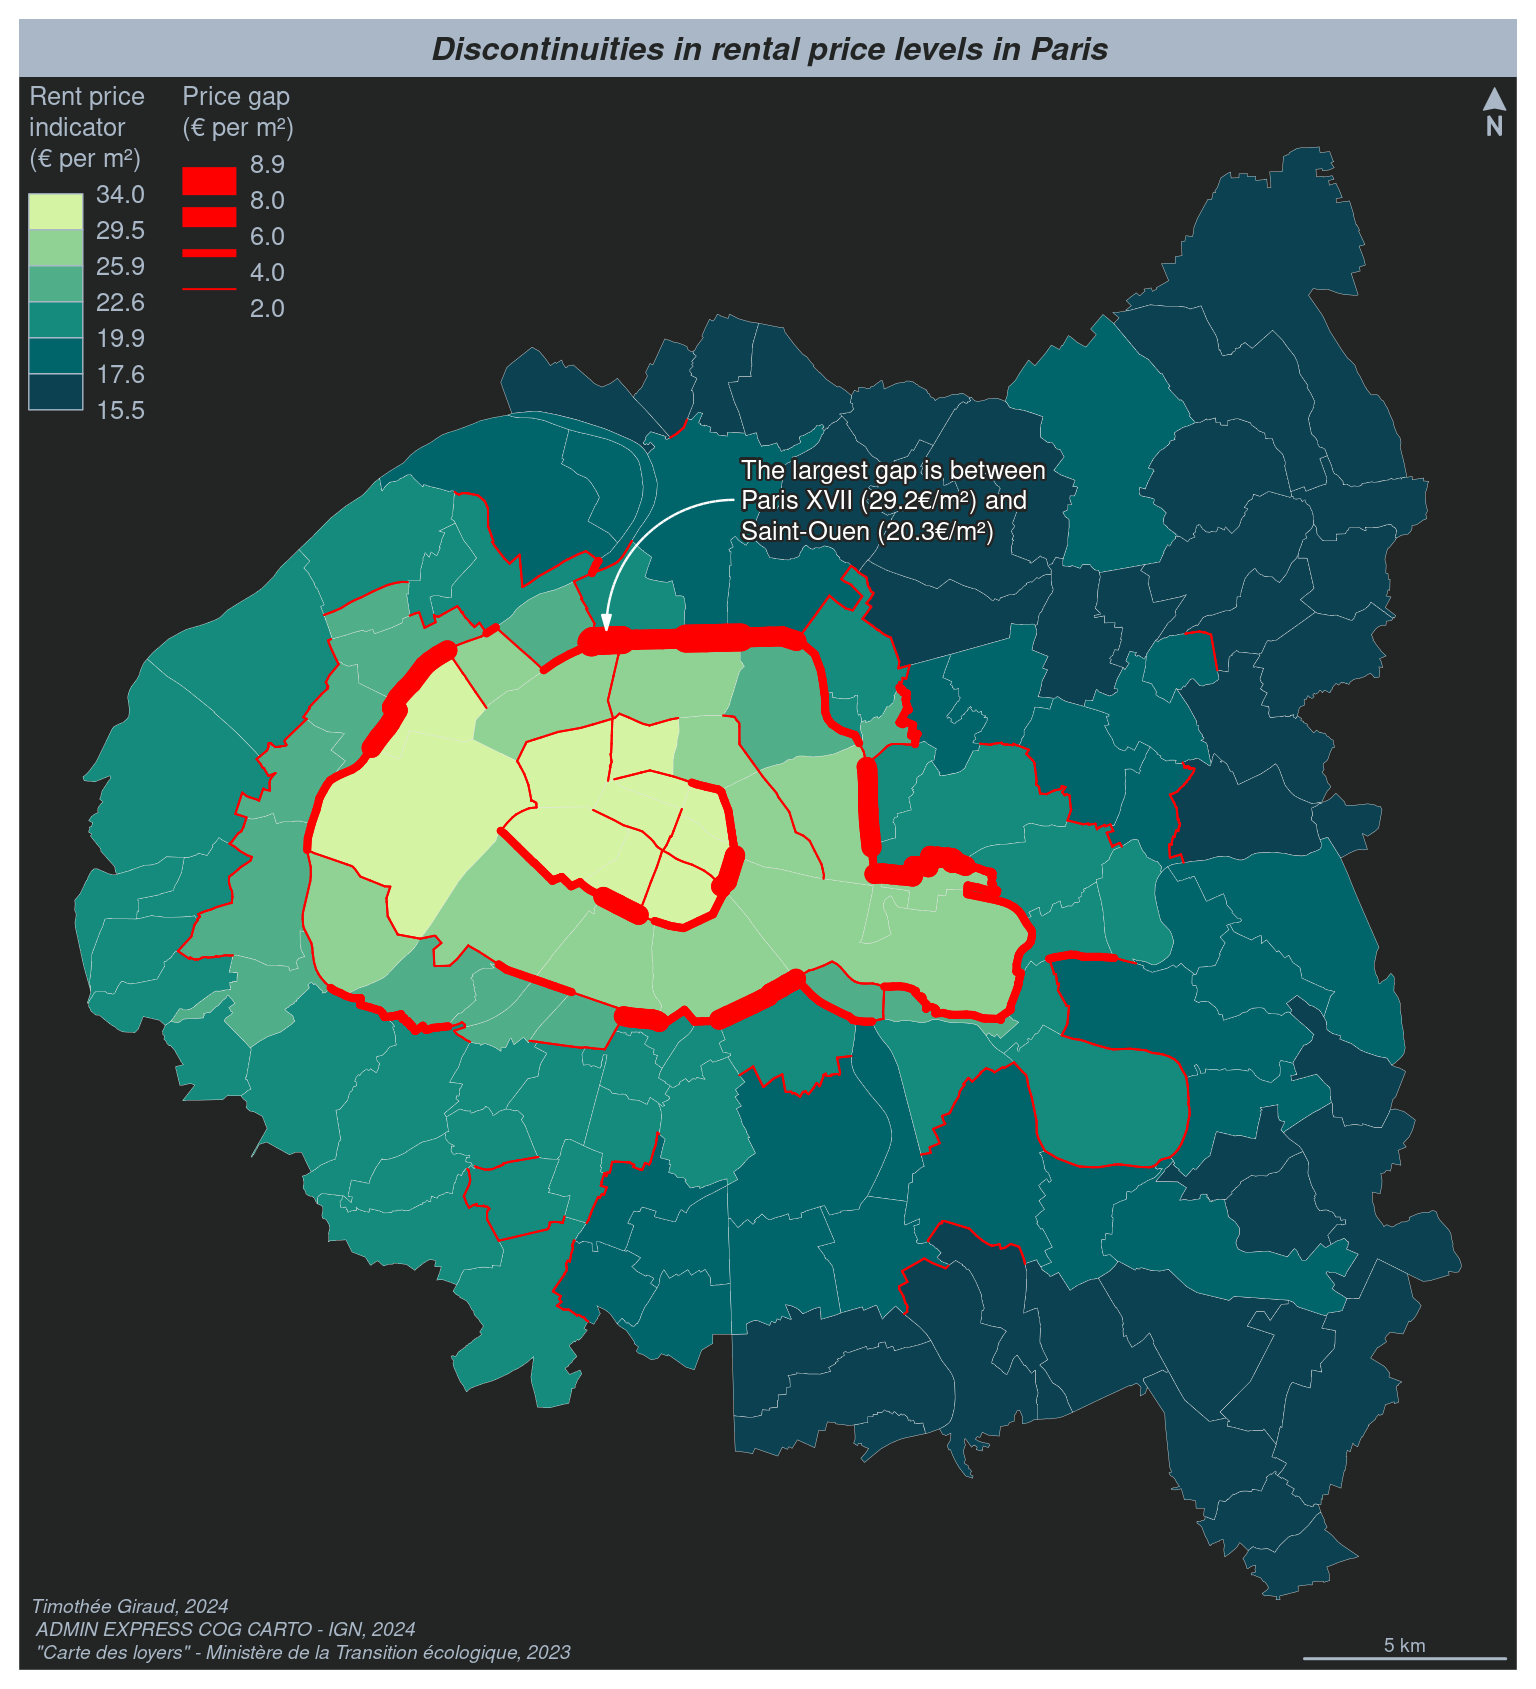 Discontinuities in rental price levels in Paris
Rent price
indicator
(€ per m²)
34.0
29.5
25.9
22.6
19.9
17.6
15.5
Price gap
(€ per m²)
8.9
8.0
6.0
4.0
2.0
N
The largest gap is between
Paris XVII (29.2€/m²) and
Saint-Ouen (20.3€/m²)
Timothée Giraud, 2024
ADMIN EXPRESS COG CARTO - IGN, 2024
"Carte des loyers" - Ministère de la Transition écologique, 2023
5 km